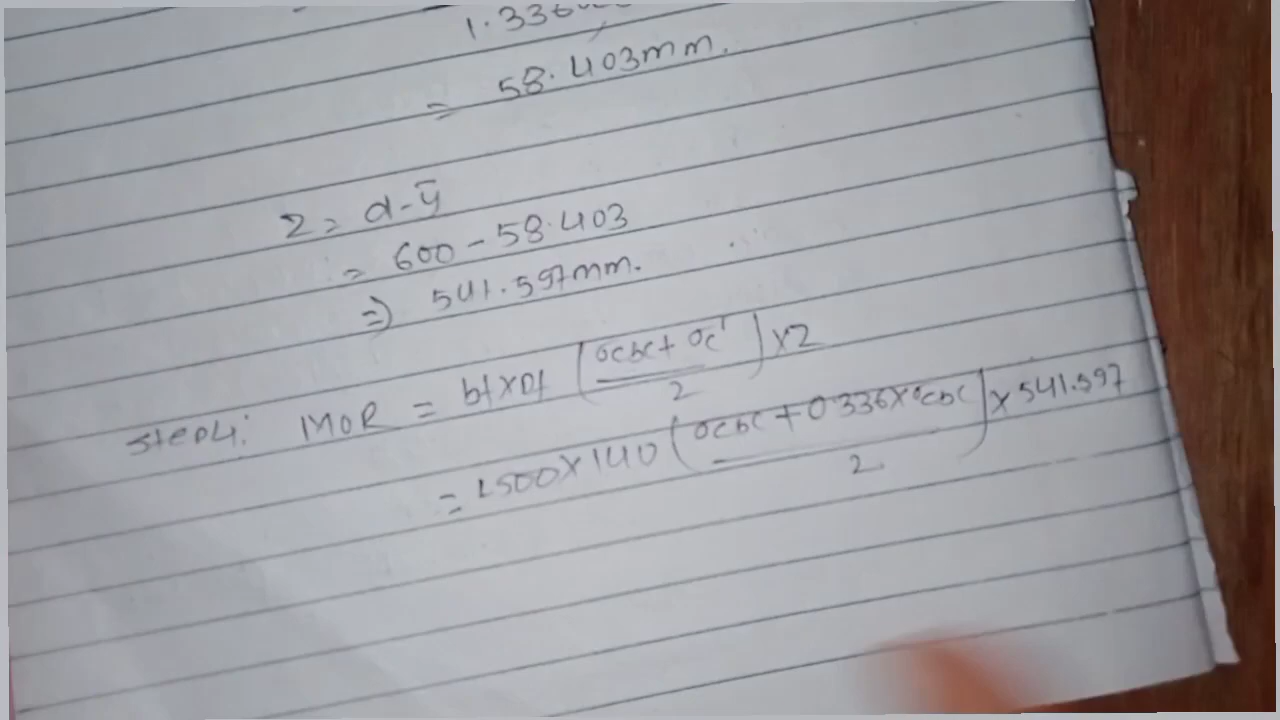 1.336
= 58.403mm.
Z = d-ȳ
= 600 - 58.403
=) 541.597mm.
Step4: MOR = bf x Df (σcbc + σc' / 2) x Z
= 1500 x 140 (σcbc + 0.336 x σcbc / 2) x 541.597